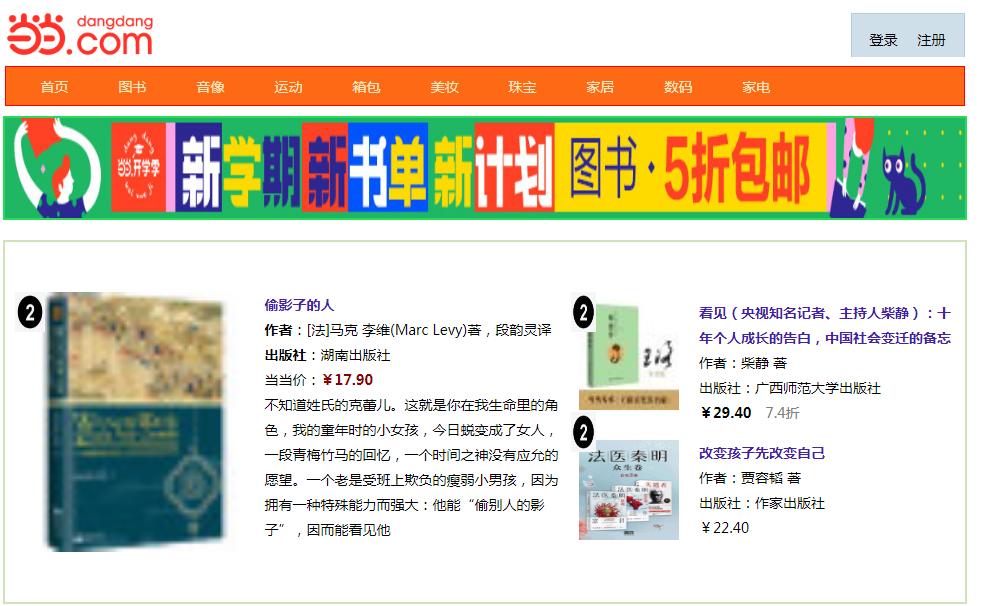 dangdang
当当.com
登录 注册
首页 图书 音像 运动 箱包 美妆 珠宝 家居 数码 家电
当当开学季
新学期 新书单 新计划 图书·5折包邮
2
偷影子的人
作者：[法]马克 李维(Marc Levy)著，段韵灵译
出版社：湖南出版社
当当价：￥17.90
不知道姓氏的克蕾儿。这就是你在我生命里的角
色，我的童年时的小女孩，今日蜕变成了女人，
一段青梅竹马的回忆，一个时间之神没有应允的
愿望。一个老是受班上欺负的瘦弱小男孩，因为
拥有一种特殊能力而强大：他能“偷别人的影
子”，因而能看见他
2
看见（央视知名记者、主持人柴静）：十
年个人成长的告白，中国社会变迁的备忘
作者：柴静 著
出版社：广西师范大学出版社
￥29.40 7.4折
2
法医秦明
众生卷
改变孩子先改变自己
作者：贾容韬 著
出版社：作家出版社
￥22.40